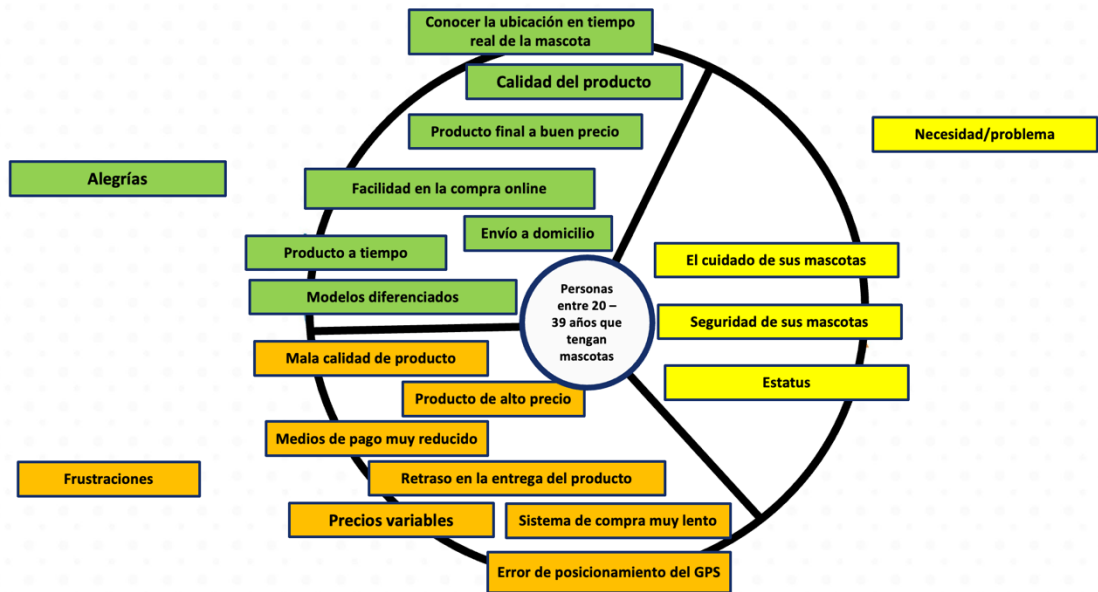 Conocer la ubicación en tiempo
real de la mascota
Calidad del producto
Producto final a buen precio
Necesidad/problema
Alegrías
Facilidad en la compra online
Envío a domicilio
Producto a tiempo
Modelos diferenciados
El cuidado de sus mascotas
Seguridad de sus mascotas
Estatus
Personas
entre 20 –
39 años que
tengan
mascotas
Mala calidad de producto
Producto de alto precio
Medios de pago muy reducido
Frustraciones
Retraso en la entrega del producto
Precios variables
Sistema de compra muy lento
Error de posicionamiento del GPS